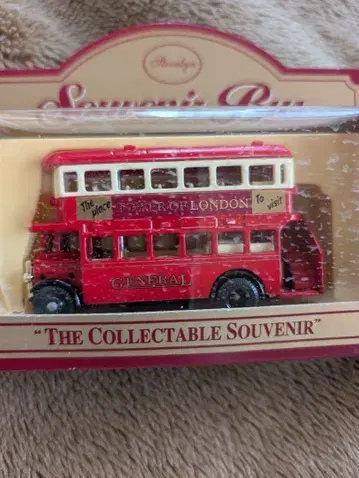 Souvenir Bus
The place TOWER OF LONDON To visit
GENERAL
"THE COLLECTABLE SOUVENIR"